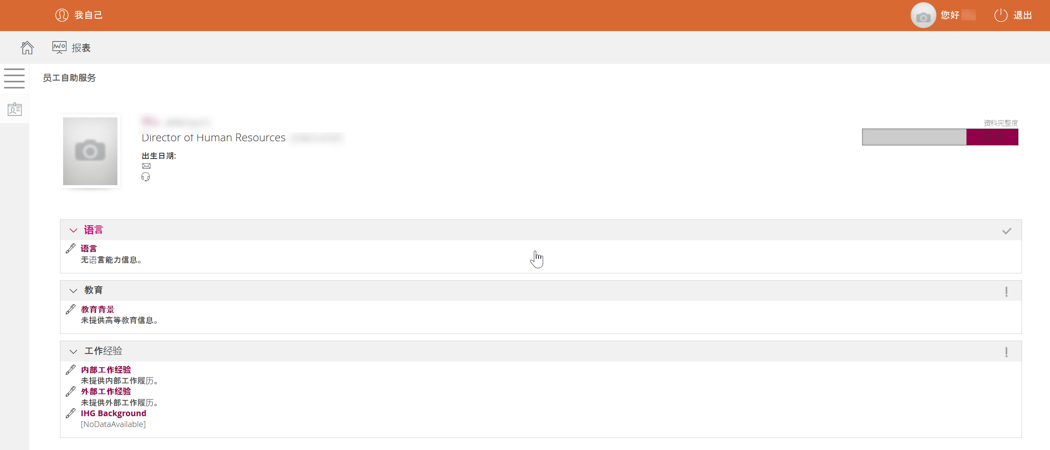 我自己
您好
退出
报表
员工自助服务
Director of Human Resources
资料完整度
出生日期:
语言
语言
无语言能力信息。
教育
教育背景
未提供高等教育信息。
工作经验
内部工作经验
未提供内部工作履历。
外部工作经验
未提供外部工作履历。
IHG Background
[NoDataAvailable]